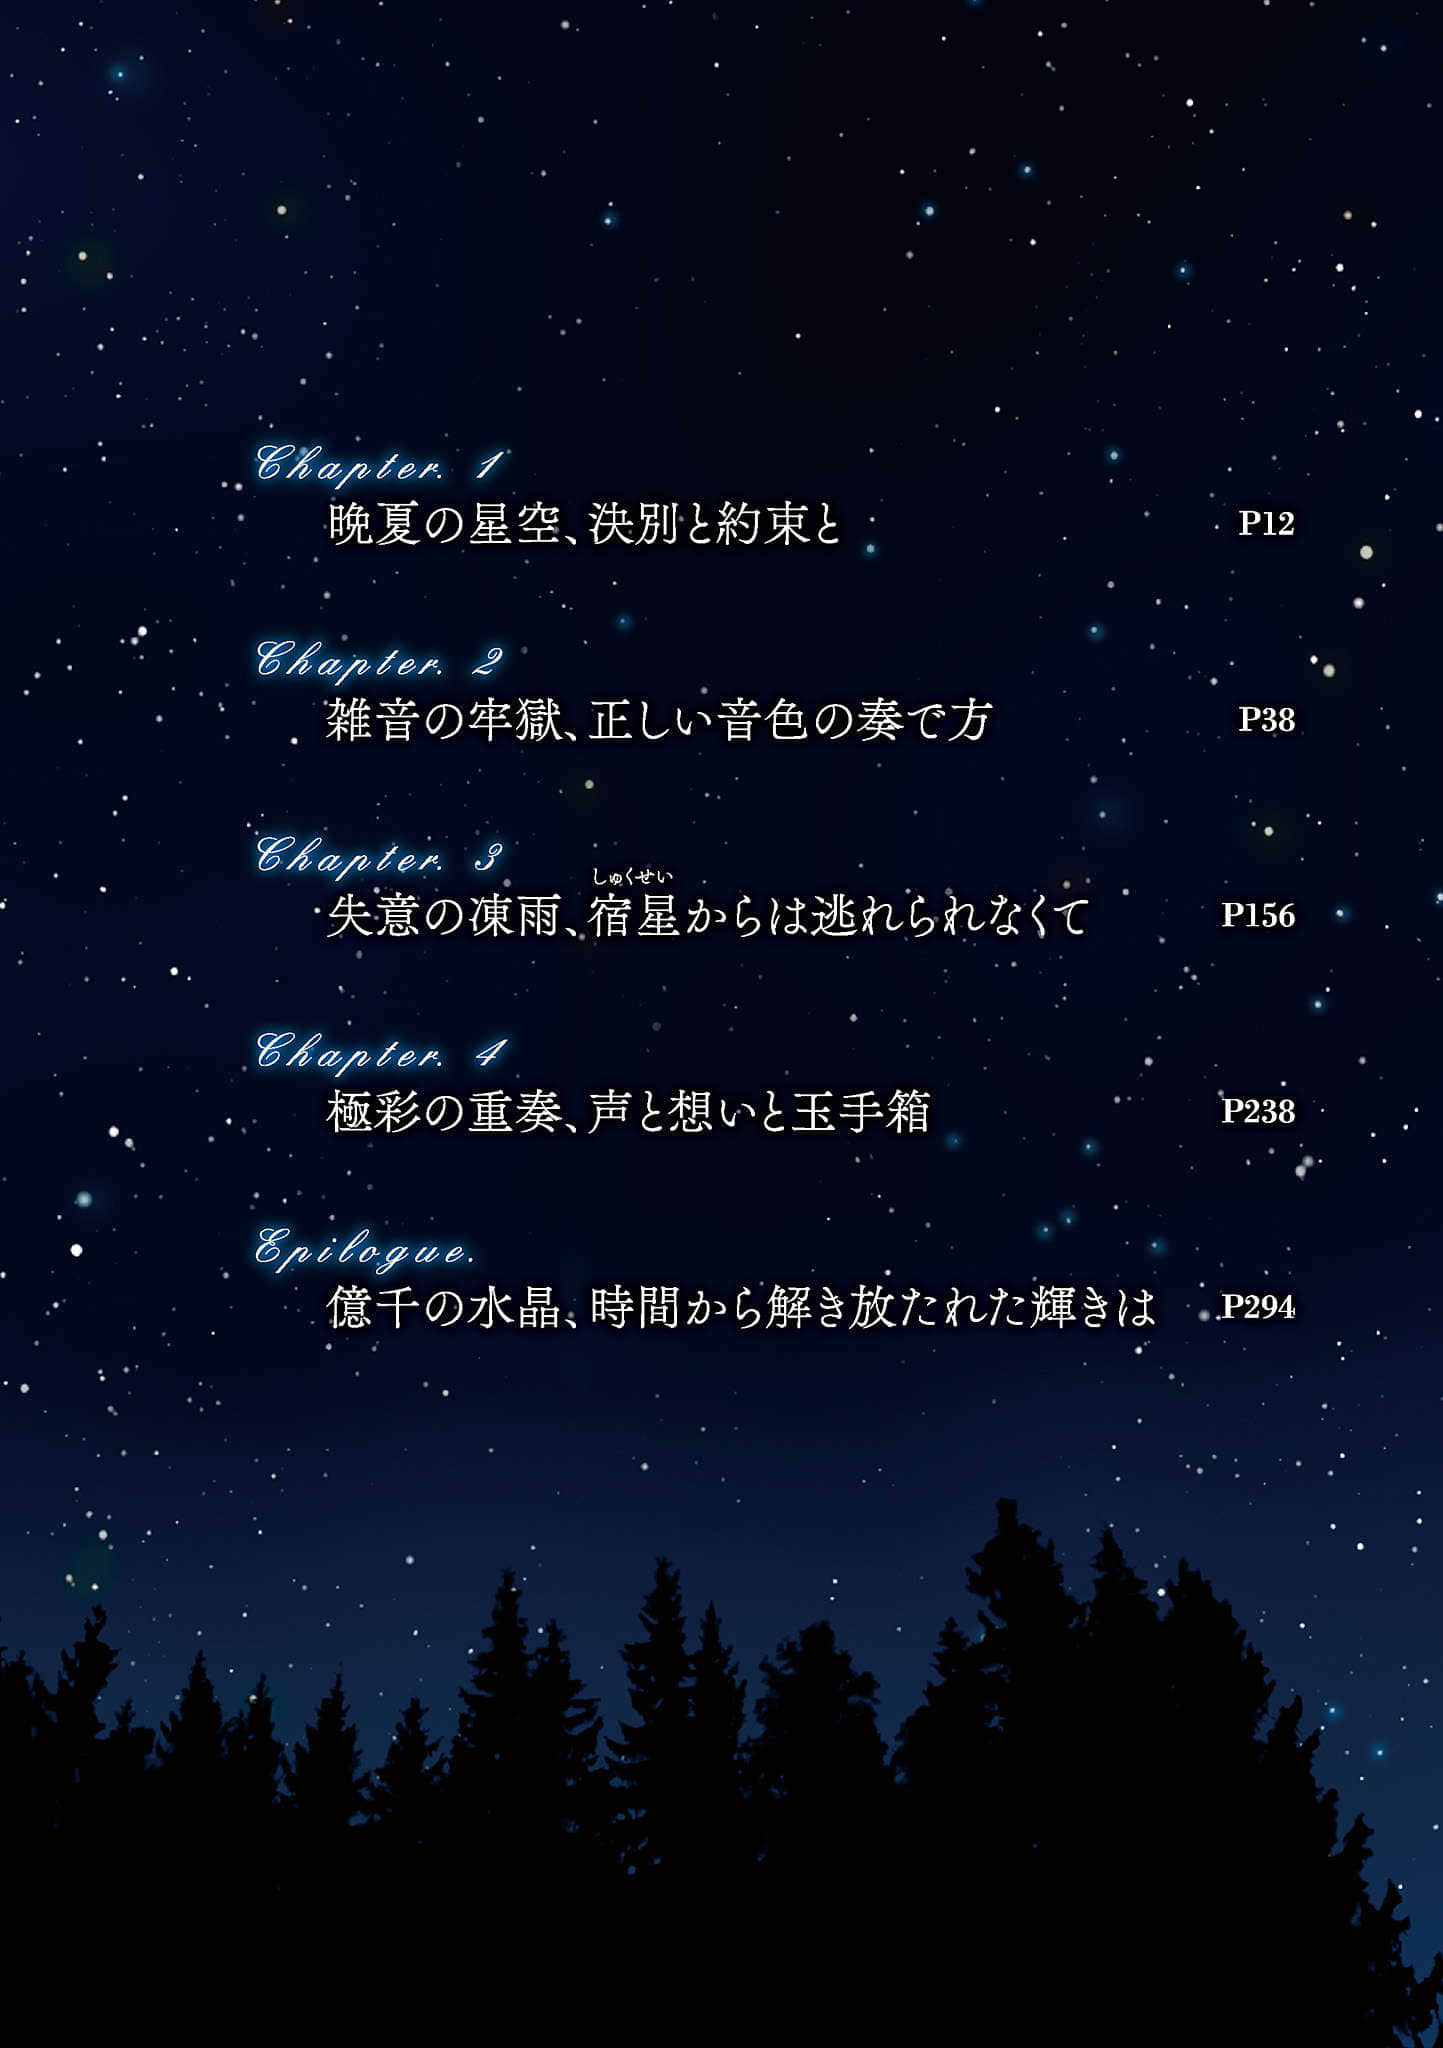 Chapter. 1
晩夏の星空、決別と約束と P12
Chapter. 2
雑音の牢獄、正しい音色の奏で方 P38
Chapter. 3
しゅくせい
失意の凍雨、宿星からは逃れられなくて P156
Chapter. 4
極彩の重奏、声と想いと玉手箱 P238
Epilogue.
億千の水晶、時間から解き放たれた輝きは P294